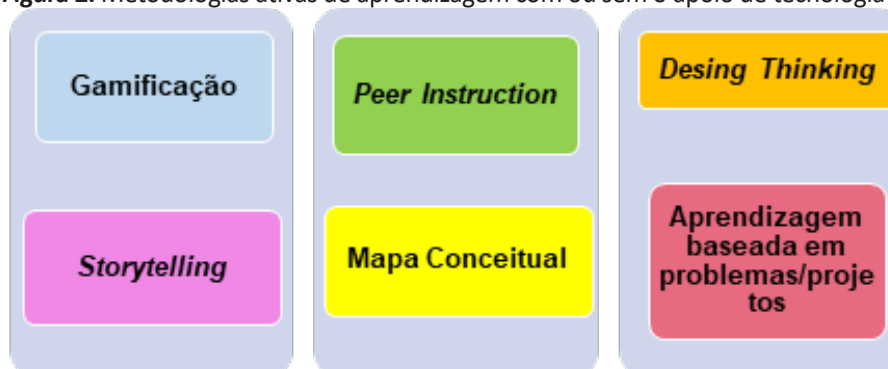 Figura 2. Metodologias ativas de aprendizagem com ou sem o apoio de tecnologia
Gamificação
Peer Instruction
Desing Thinking
Storytelling
Mapa Conceitual
Aprendizagem
baseada em
problemas/proje
tos